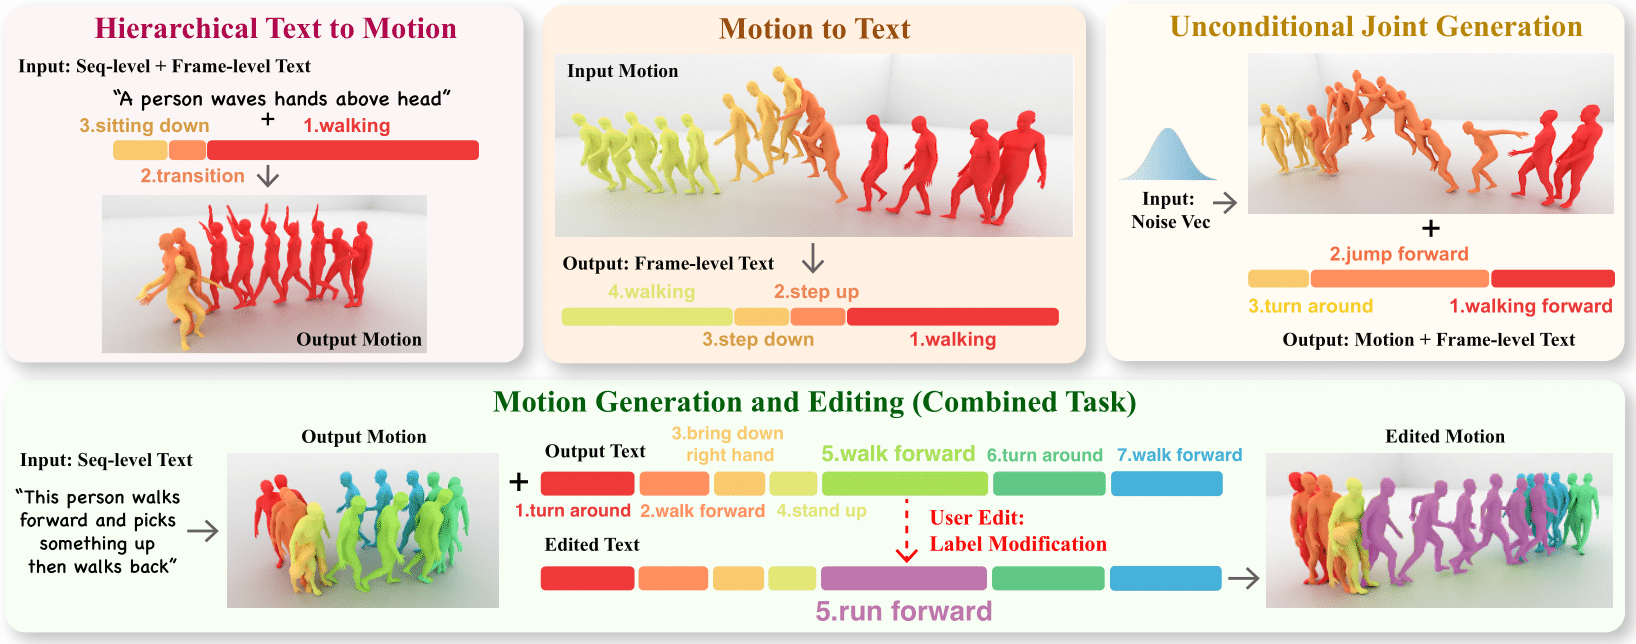 Hierarchical Text to Motion
Input: Seq-level + Frame-level Text
“A person waves hands above head”
+
3.sitting down
1.walking
2.transition
Output Motion
Motion to Text
Input Motion
Output: Frame-level Text
4.walking
2.step up
3.step down
1.walking
Unconditional Joint Generation
Input:
Noise Vec
+
2.jump forward
3.turn around
1.walking forward
Output: Motion + Frame-level Text
Motion Generation and Editing (Combined Task)
Input: Seq-level Text
“This person walks
forward and picks
something up
then walks back”
Output Motion
+
Output Text
3.bring down
right hand
5.walk forward
6.turn around
7.walk forward
1.turn around
2.walk forward
4.stand up
User Edit:
Label Modification
Edited Text
5.run forward
Edited Motion